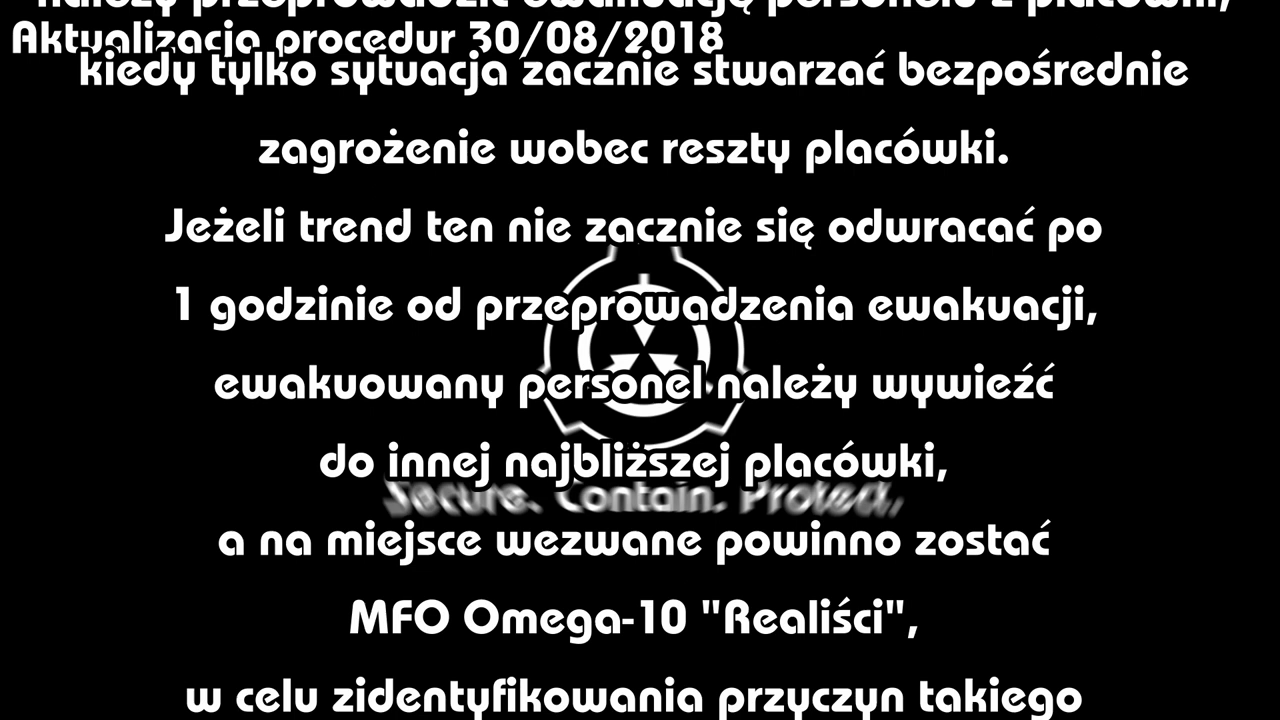 należy przeprowadzić ewakuację personelu z placówki,
Aktualizacja procedur 30/08/2018
kiedy tylko sytuacja zacznie stwarzać bezpośrednie
zagrożenie wobec reszty placówki.
Jeżeli trend ten nie zacznie się odwracać po
1 godzinie od przeprowadzenia ewakuacji,
ewakuowany personel należy wywieźć
do innej najbliższej placówki,
Secure. Contain. Protect.
a na miejsce wezwane powinno zostać
MFO Omega-10 "Realiści",
w celu zidentyfikowania przyczyn takiego